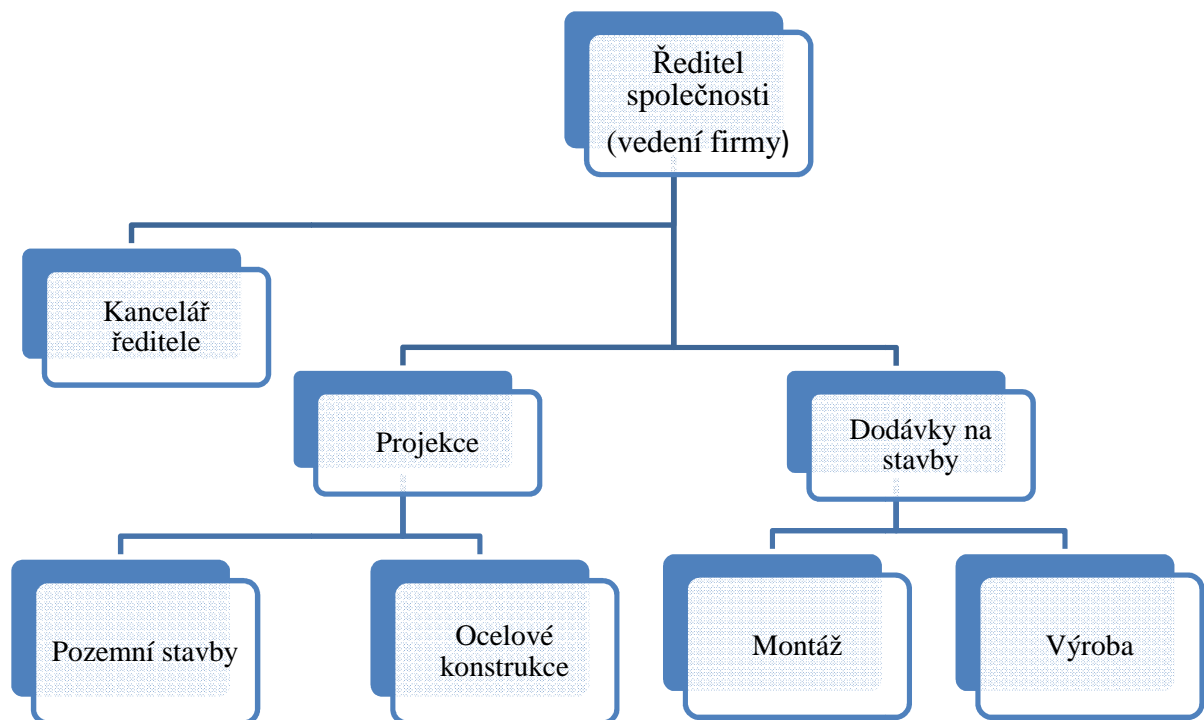 Ředitel
společnosti
(vedení firmy)
Kancelář
ředitele
Projekce
Dodávky na
stavby
Pozemní stavby
Ocelové
konstrukce
Montáž
Výroba